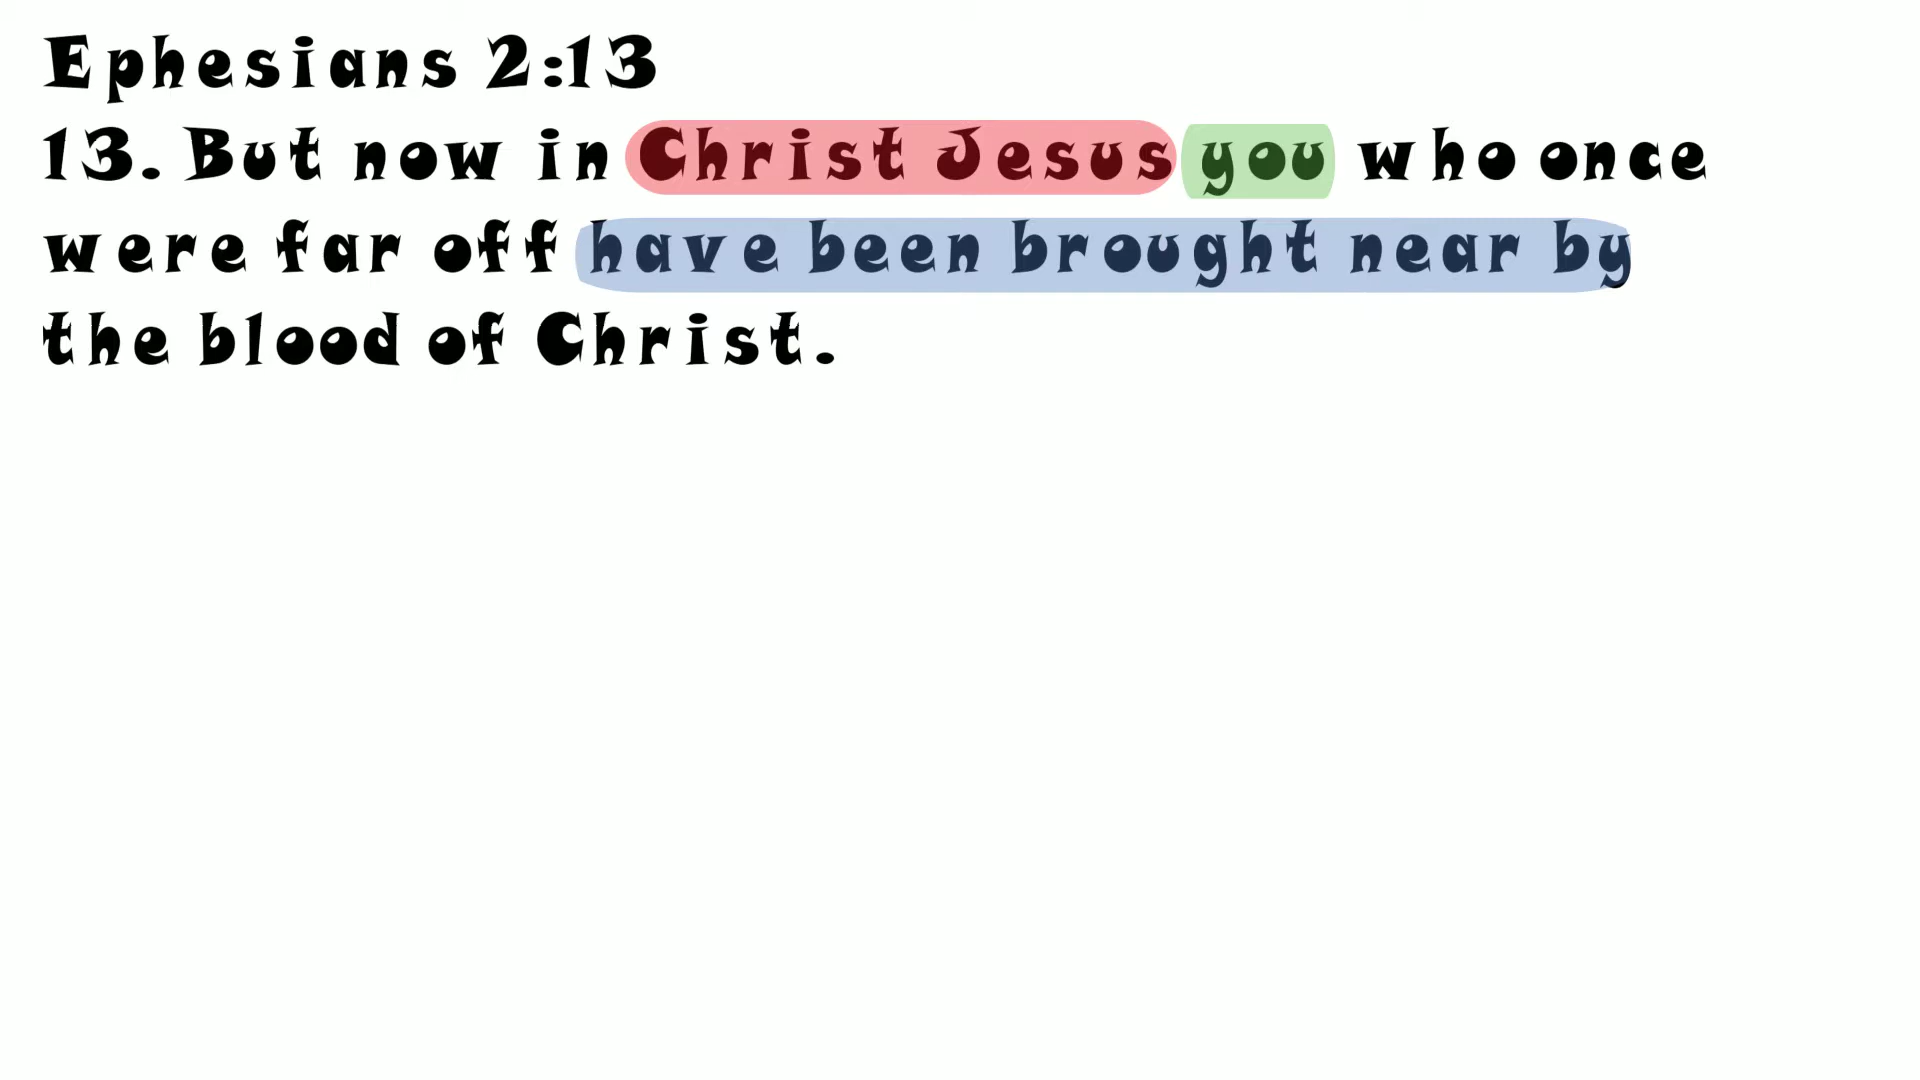 Ephesians 2:13
13. But now in Christ Jesus you who once
were far off have been brought near by
the blood of Christ.